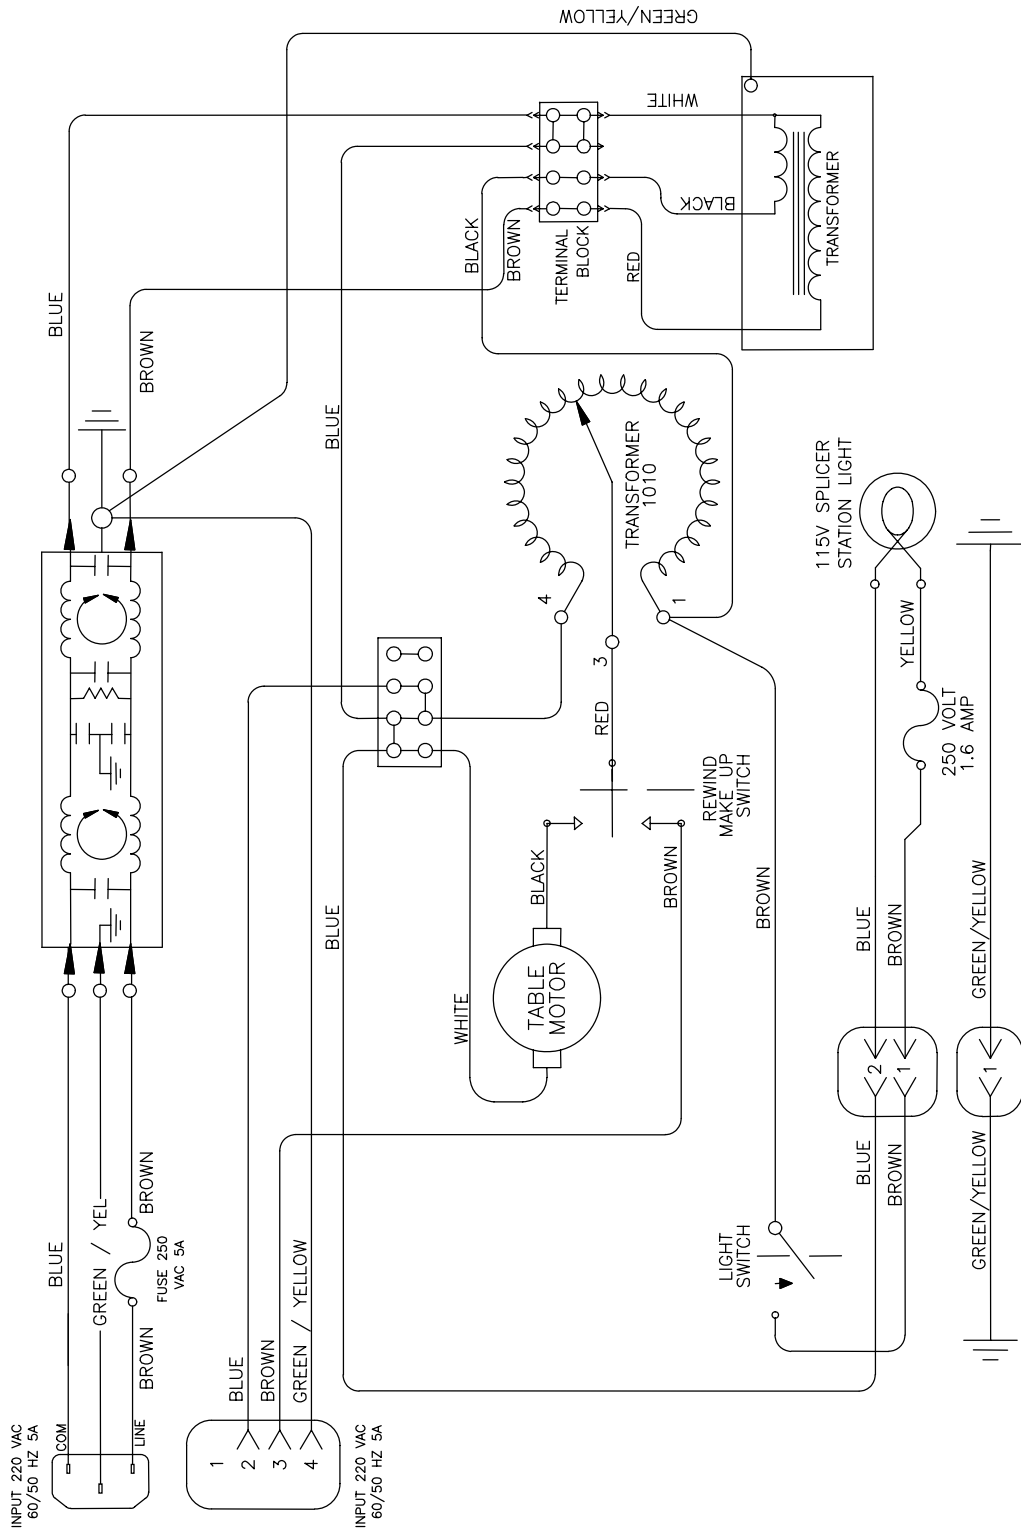 INPUT 220 VAC
60/50 HZ 5A
COM
LINE
BLUE
GREEN / YEL
BROWN
FUSE 250
VAC 5A
BROWN
BLUE
BROWN
GREEN/YELLOW
WHITE
BLACK
BLACK
BROWN
TERMINAL
BLOCK
RED
TRANSFORMER
BLUE
TRANSFORMER
1010
4
1
3
RED
REWIND
MAKE UP
SWITCH
BLACK
BROWN
TABLE
MOTOR
WHITE
BLUE
BROWN
LIGHT
SWITCH
INPUT 220 VAC
60/50 HZ 5A
1
2
3
4
BLUE
BROWN
GREEN / YELLOW
115V SPLICER
STATION LIGHT
YELLOW
250 VOLT
1.6 AMP
BLUE
BROWN
2
1
BLUE
BROWN
GREEN/YELLOW
1
GREEN/YELLOW